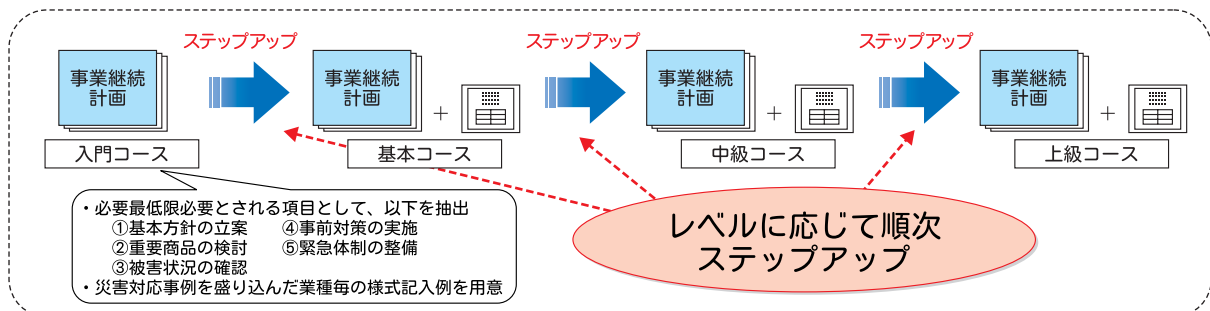 ステップアップ
ステップアップ
ステップアップ
事業継続
計画
事業継続
計画
+
事業継続
計画
+
事業継続
計画
+
入門コース
基本コース
中級コース
上級コース
・必要最低限必要とされる項目として、以下を抽出
①基本方針の立案 ④事前対策の実施
②重要商品の検討 ⑤緊急体制の整備
③被害状況の確認
・災害対応事例を盛り込んだ業種毎の様式記入例を用意
レベルに応じて順次
ステップアップ